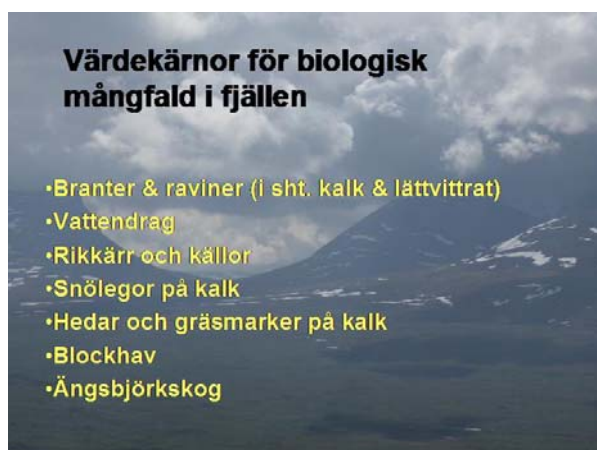 Värdekärnor för biologisk
mångfald i fjällen
•Branter & raviner (i sht. kalk & lättvittrat)
•Vattendrag
•Rikkärr och källor
•Snölegor på kalk
•Hedar och gräsmarker på kalk
•Blockhav
•Ängsbjörkskog